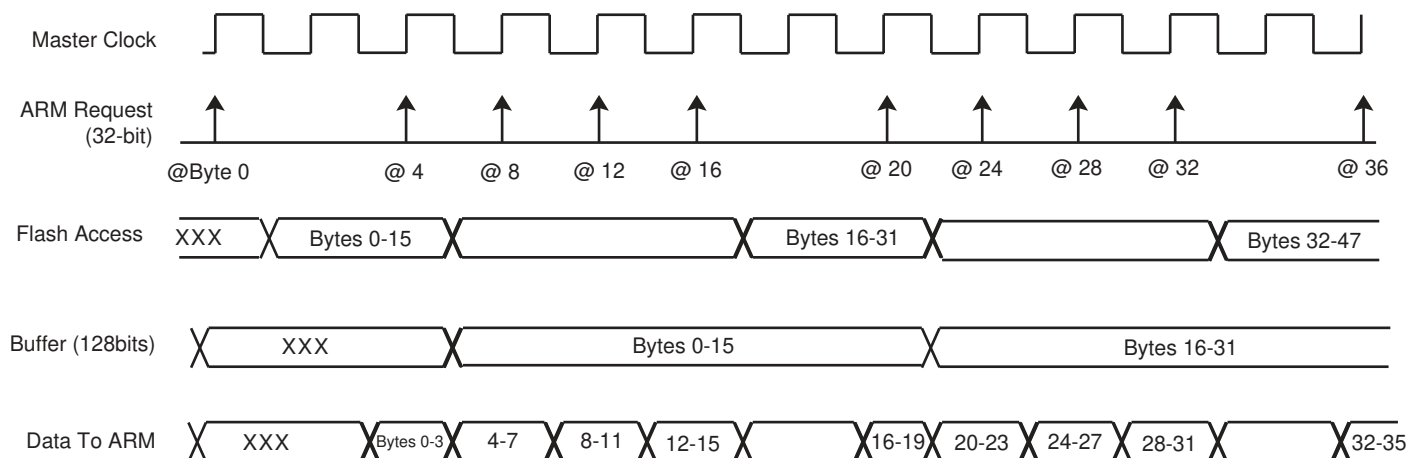 Master Clock
ARM Request
(32-bit)
@Byte 0 @ 4 @ 8 @ 12 @ 16 @ 20 @ 24 @ 28 @ 32 @ 36
Flash Access XXX Bytes 0-15 Bytes 16-31 Bytes 32-47
Buffer (128bits) XXX Bytes 0-15 Bytes 16-31
Data To ARM XXX Bytes 0-3 4-7 8-11 12-15 16-19 20-23 24-27 28-31 32-35